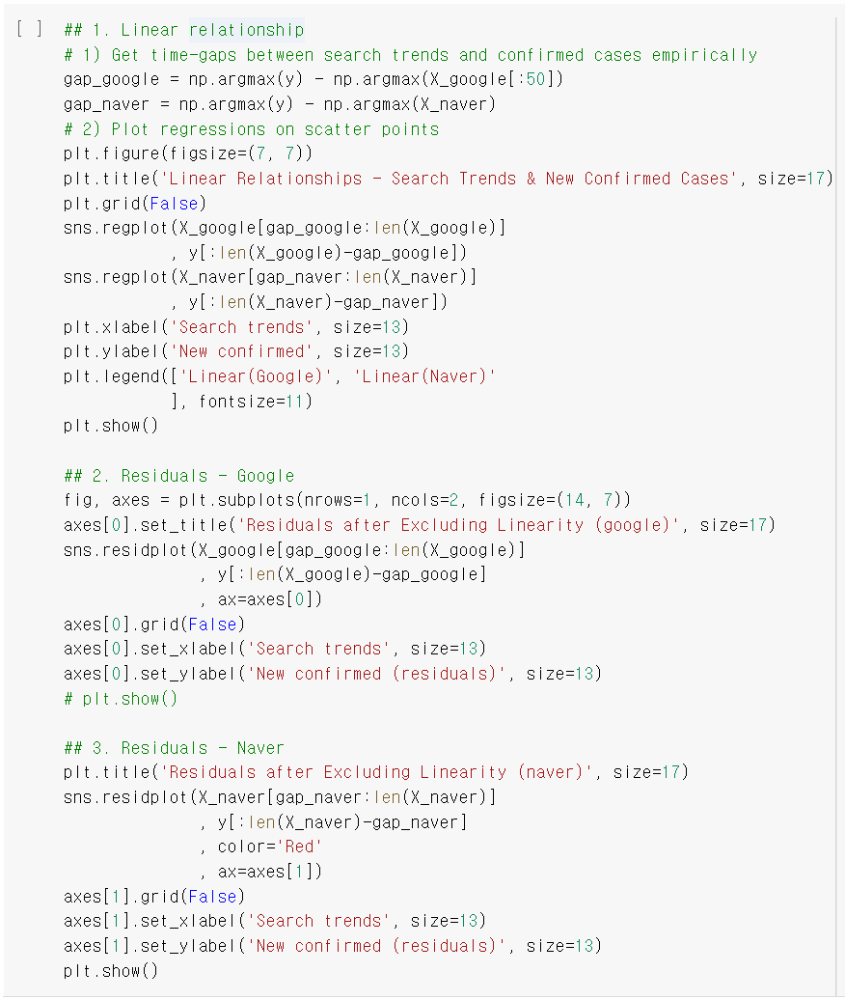 [ ] ## 1. Linear relationship
# 1) Get time-gaps between search trends and confirmed cases empirically
gap_google = np.argmax(y) - np.argmax(X_google[:50])
gap_naver = np.argmax(y) - np.argmax(X_naver)
# 2) Plot regressions on scatter points
plt.figure(figsize=(7, 7))
plt.title('Linear Relationships - Search Trends & New Confirmed Cases', size=17)
plt.grid(False)
sns.regplot(X_google[gap_google:len(X_google)]
, y[:len(X_google)-gap_google])
sns.regplot(X_naver[gap_naver:len(X_naver)]
, y[:len(X_naver)-gap_naver])
plt.xlabel('Search trends', size=13)
plt.ylabel('New confirmed', size=13)
plt.legend(['Linear(Google)', 'Linear(Naver)'
], fontsize=11)
plt.show()

## 2. Residuals - Google
fig, axes = plt.subplots(nrows=1, ncols=2, figsize=(14, 7))
axes[0].set_title('Residuals after Excluding Linearity (google)', size=17)
sns.residplot(X_google[gap_google:len(X_google)]
, y[:len(X_google)-gap_google]
, ax=axes[0])
axes[0].grid(False)
axes[0].set_xlabel('Search trends', size=13)
axes[0].set_ylabel('New confirmed (residuals)', size=13)
# plt.show()

## 3. Residuals - Naver
plt.title('Residuals after Excluding Linearity (naver)', size=17)
sns.residplot(X_naver[gap_naver:len(X_naver)]
, y[:len(X_naver)-gap_naver]
, color='Red'
, ax=axes[1])
axes[1].grid(False)
axes[1].set_xlabel('Search trends', size=13)
axes[1].set_ylabel('New confirmed (residuals)', size=13)
plt.show()